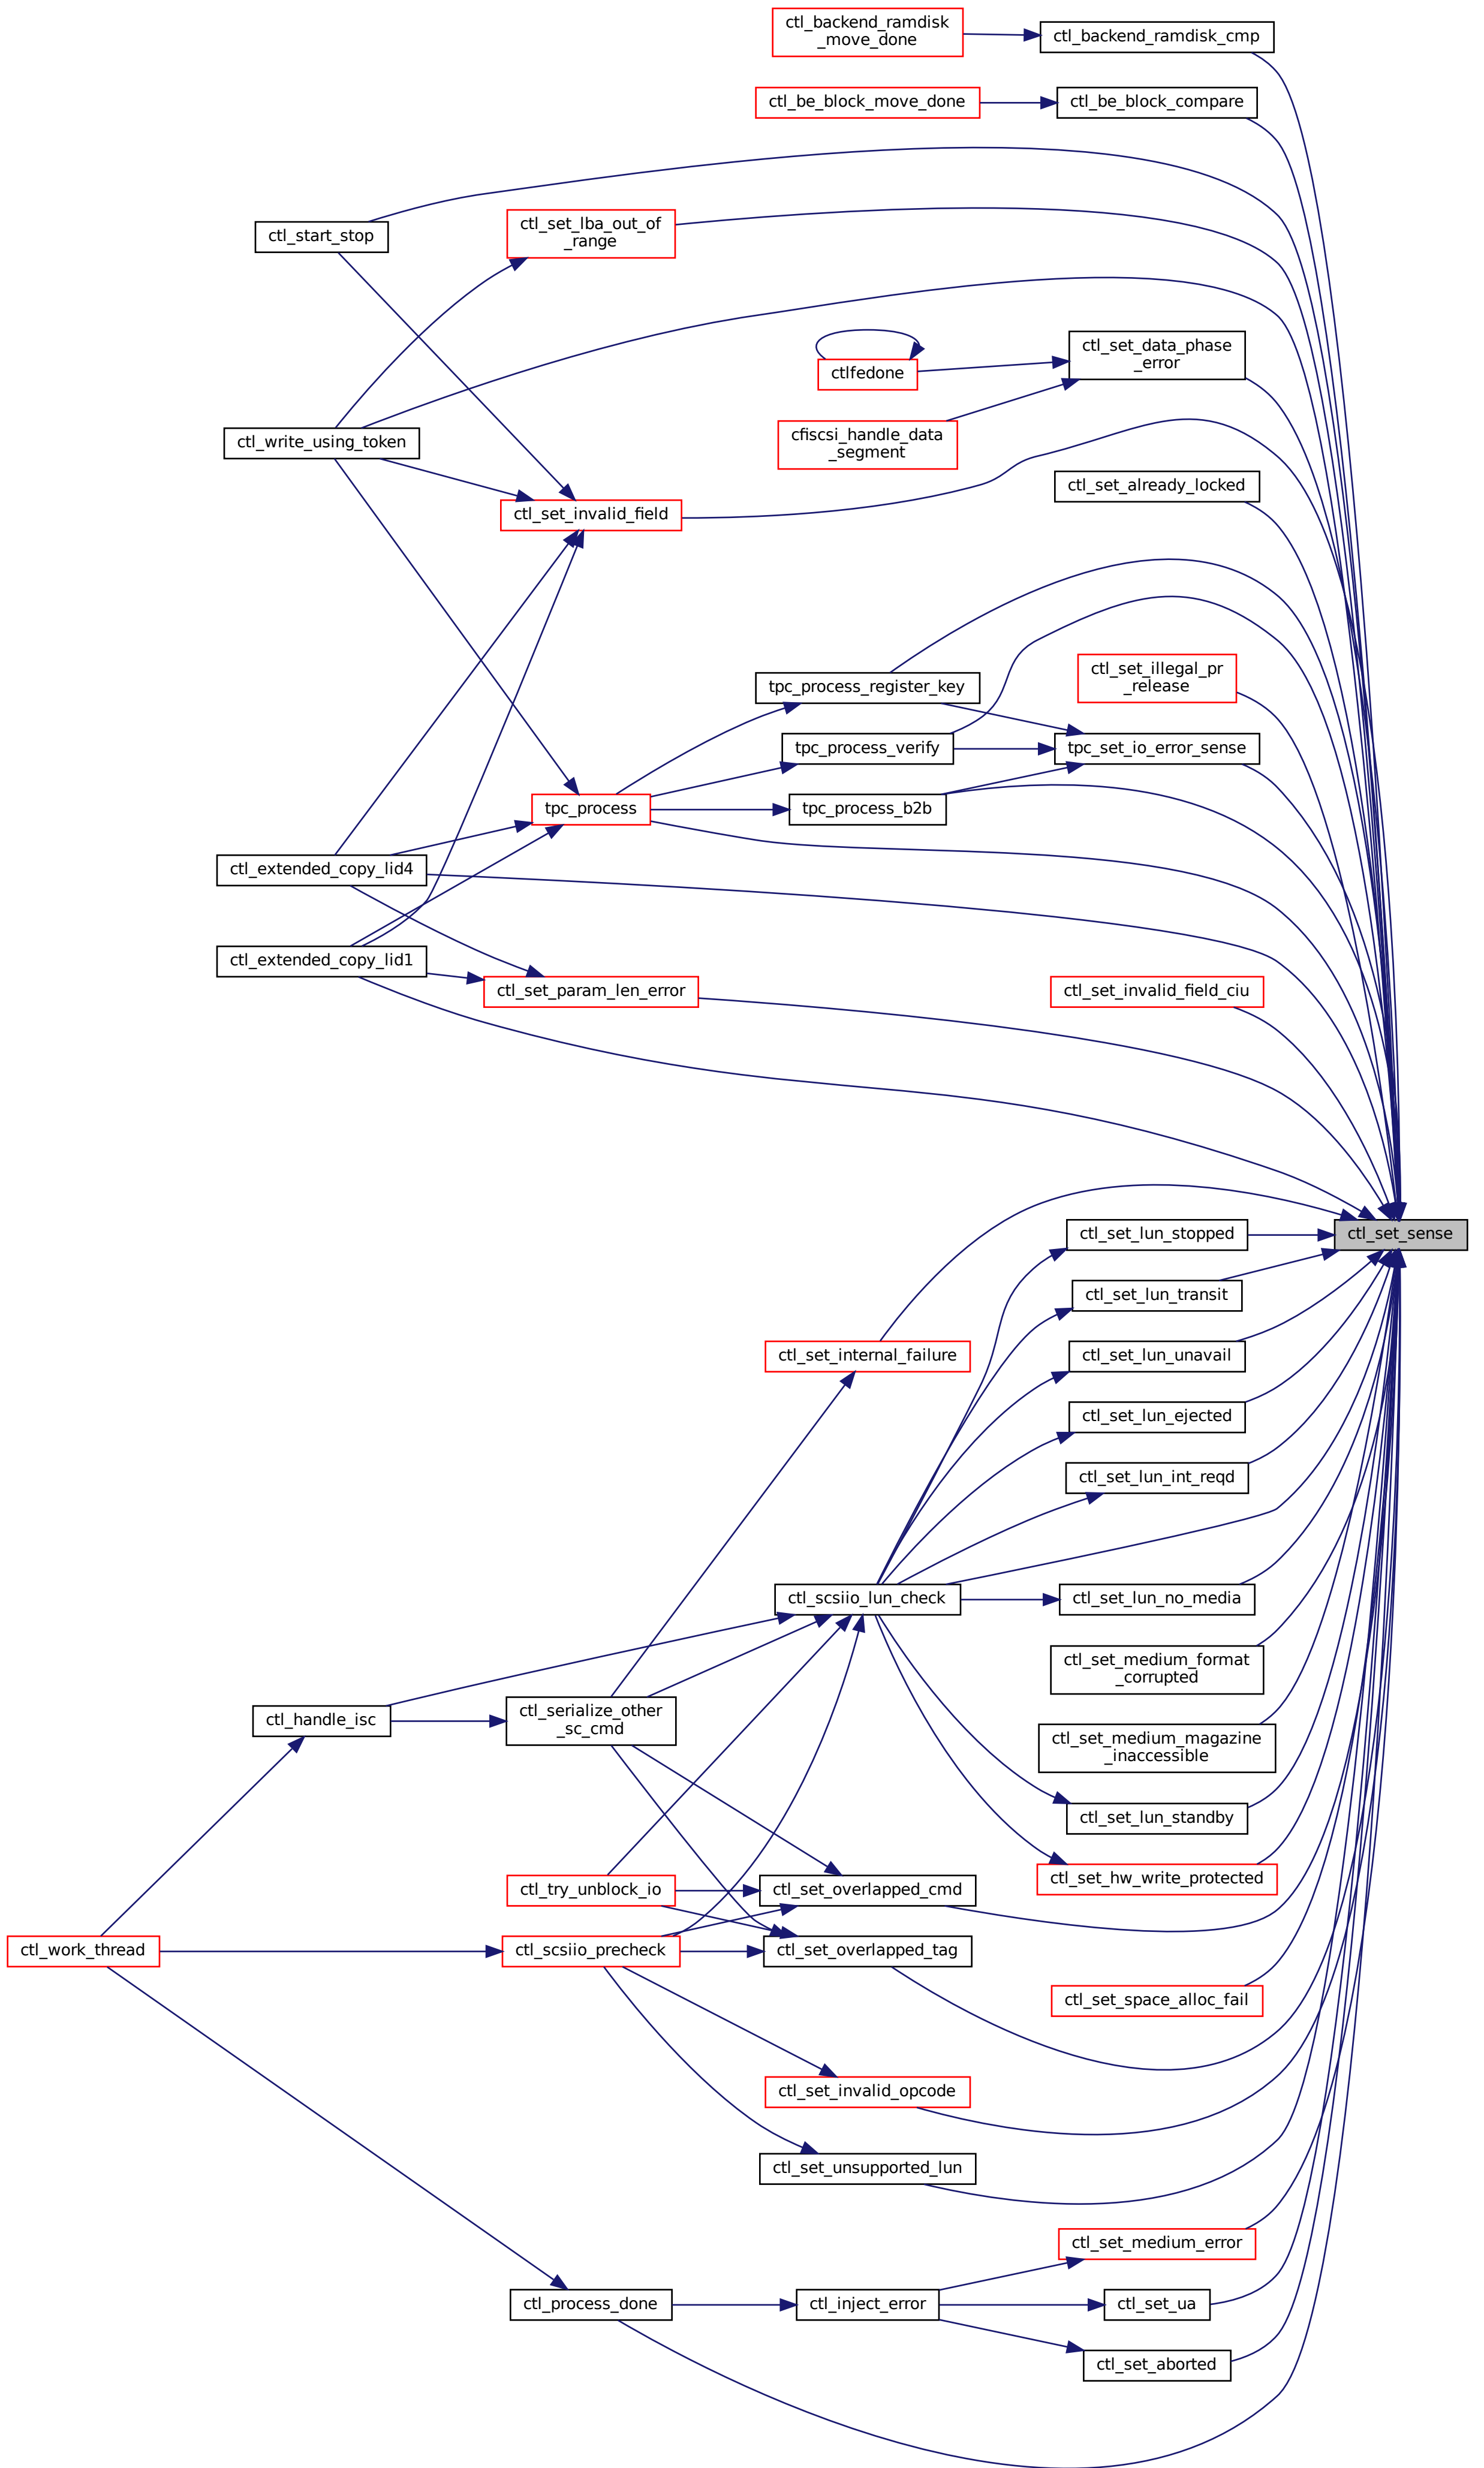 ctl_backend_ramdisk
_move_done
ctl_backend_ramdisk_cmp
ctl_be_block_move_done
ctl_be_block_compare
ctl_start_stop
ctl_set_lba_out_of
_range
ctl_set_data_phase
_error
ctlfedone
ctl_write_using_token
cfiscsi_handle_data
_segment
ctl_set_already_locked
ctl_set_invalid_field
ctl_set_illegal_pr
_release
tpc_process_register_key
tpc_process_verify
tpc_set_io_error_sense
tpc_process
tpc_process_b2b
ctl_extended_copy_lid4
ctl_extended_copy_lid1
ctl_set_param_len_error
ctl_set_invalid_field_ciu
ctl_set_lun_stopped
ctl_set_sense
ctl_set_lun_transit
ctl_set_internal_failure
ctl_set_lun_unavail
ctl_set_lun_ejected
ctl_set_lun_int_reqd
ctl_scsiio_lun_check
ctl_set_lun_no_media
ctl_set_medium_format
_corrupted
ctl_handle_isc
ctl_serialize_other
_sc_cmd
ctl_set_medium_magazine
_inaccessible
ctl_set_lun_standby
ctl_set_hw_write_protected
ctl_try_unblock_io
ctl_set_overlapped_cmd
ctl_work_thread
ctl_scsiio_precheck
ctl_set_overlapped_tag
ctl_set_space_alloc_fail
ctl_set_invalid_opcode
ctl_set_unsupported_lun
ctl_set_medium_error
ctl_process_done
ctl_inject_error
ctl_set_ua
ctl_set_aborted